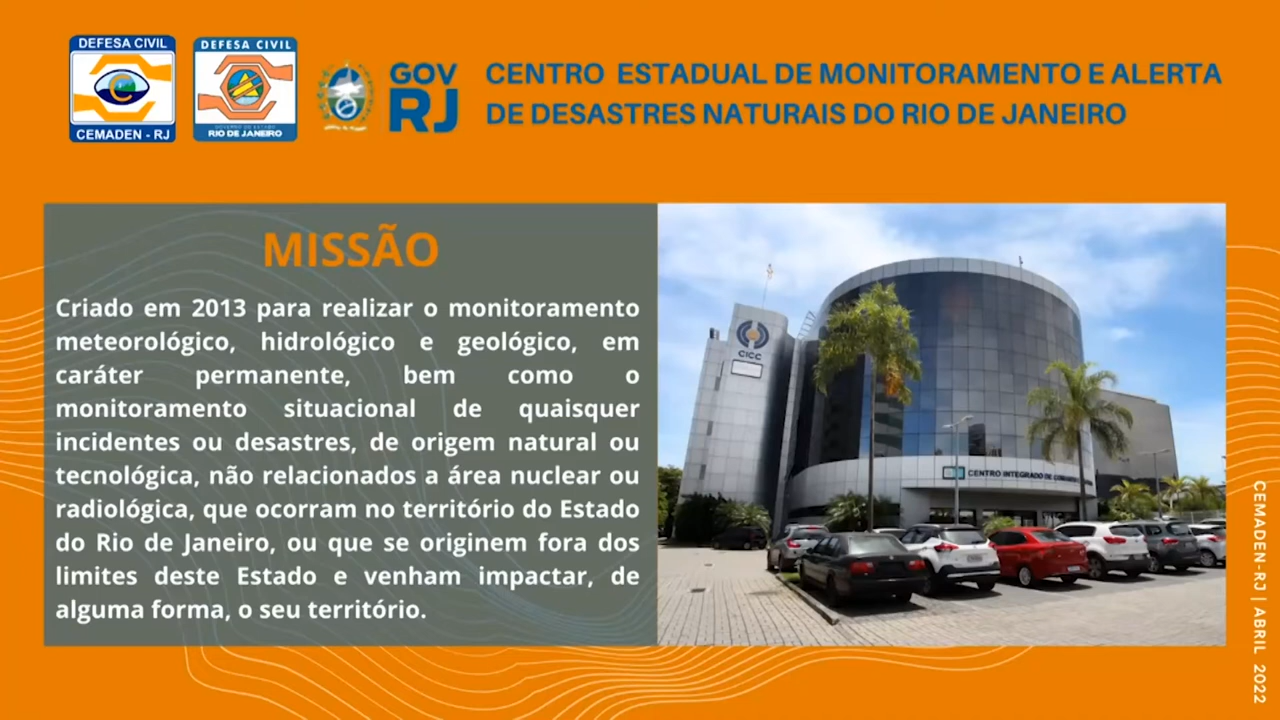 DEFESA CIVIL
CEMADEN - RJ
DEFESA CIVIL
GOVERNO DO ESTADO
RIO DE JANEIRO
GOV
RJ
CENTRO ESTADUAL DE MONITORAMENTO E ALERTA
DE DESASTRES NATURAIS DO RIO DE JANEIRO
MISSÃO
Criado em 2013 para realizar o monitoramento
meteorológico, hidrológico e geológico, em
caráter permanente, bem como o
monitoramento situacional de quaisquer
incidentes ou desastres, de origem natural ou
tecnológica, não relacionados a área nuclear ou
radiológica, que ocorram no território do Estado
do Rio de Janeiro, ou que se originem fora dos
limites deste Estado e venham impactar, de
alguma forma, o seu território.
CICC
CENTRO INTEGRADO DE
CEMADEN-RJ | ABRIL 2022